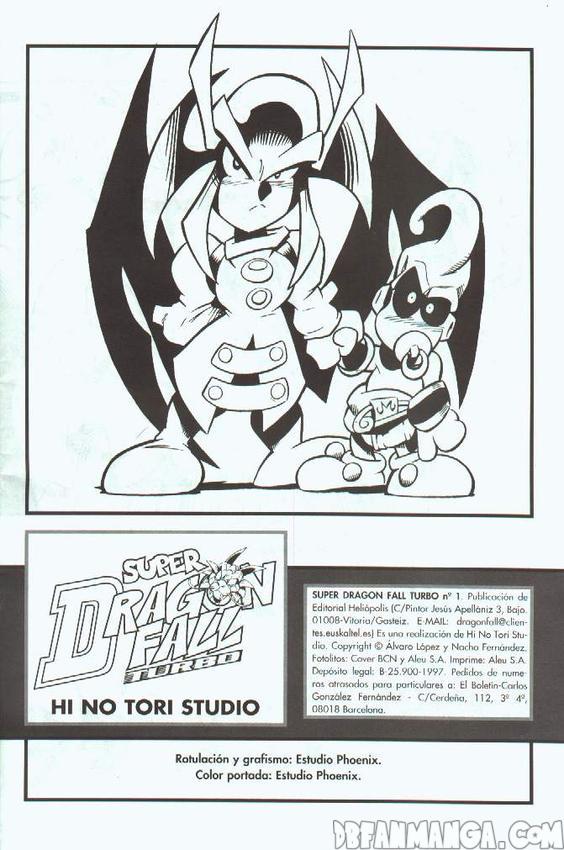 M
SUPER
DRAGON
FALL
TURBO
HI NO TORI STUDIO
SUPER DRAGON FALL TURBO nº 1. Publicación de
Editorial Heliópolis (C/Pintor Jesús Apellániz 3, Bajo.
01008-Vitoria/Gasteiz. E-MAIL: dragonfall@clien-
tes.euskaltel.es) Es una realización de Hi No Tori Stu-
dio. Copyright © Álvaro López y Nacho Fernández.
Fotolitos: Cover BCN y Aleu S.A. Imprime: Aleu S.A.
Depósito legal: B-25.900-1997. Pedidos de nume-
ros atrasados para particulares a: El Boletín-Carlos
González Fernández - C/Cerdeña, 112, 3º 4ª,
08018 Barcelona.
Ratulación y grafismo: Estudio Phoenix.
Color portada: Estudio Phoenix.
DBFANMANGA.COM